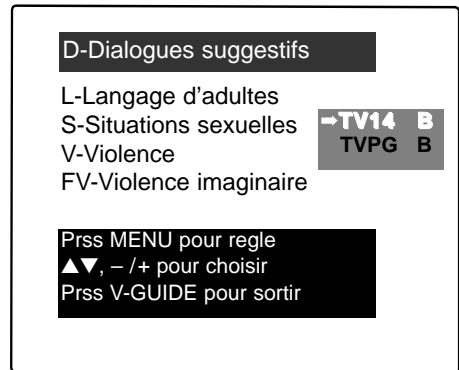 D-Dialogues suggestifs
L-Langage d'adultes
S-Situations sexuelles
V-Violence
FV-Violence imaginaire
➡TV14 B
TVPG B
Prss MENU pour regle
▲▼, – /+ pour choisir
Prss V-GUIDE pour sortir